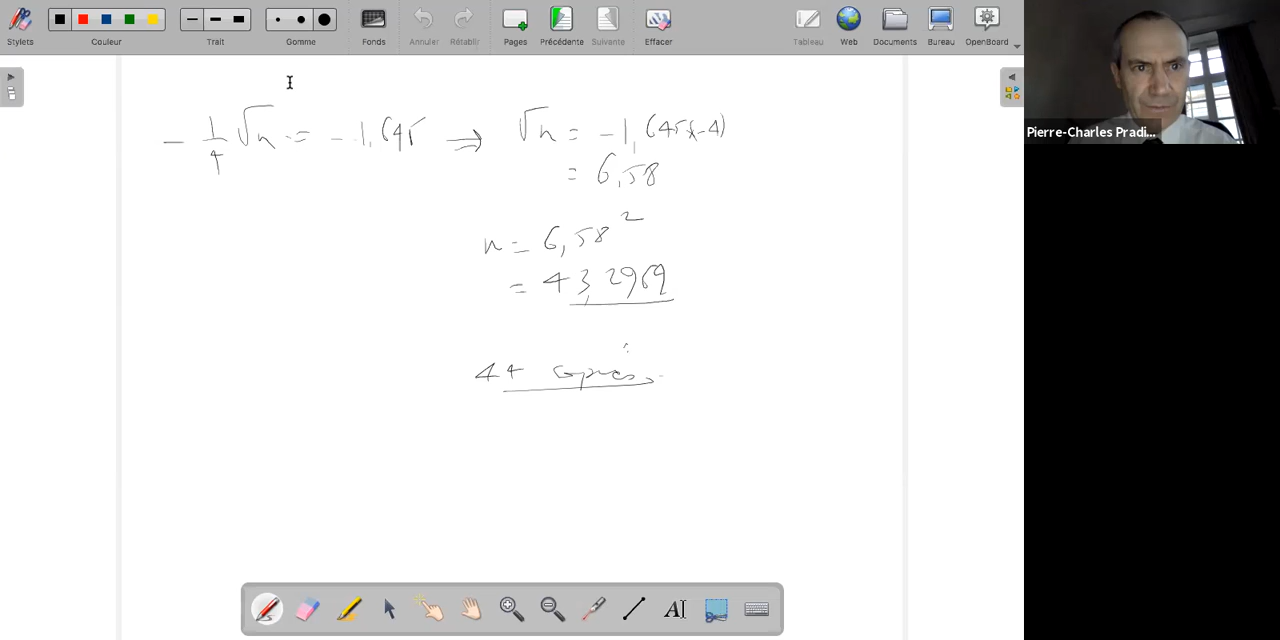 Stylets
Couleur
Trait
Gomme
Fonds
Annuler
Rétablir
Pages
Précédente
Suivante
Effacer
Tableau
Web
Documents
Bureau
OpenBoard
Pierre-Charles Pradi...
- 1/4 √n = -1,645 ⇒ √n = -1,645×(-4)
= 6,58
n = 6,58²
= 43,2969
44 copies
A